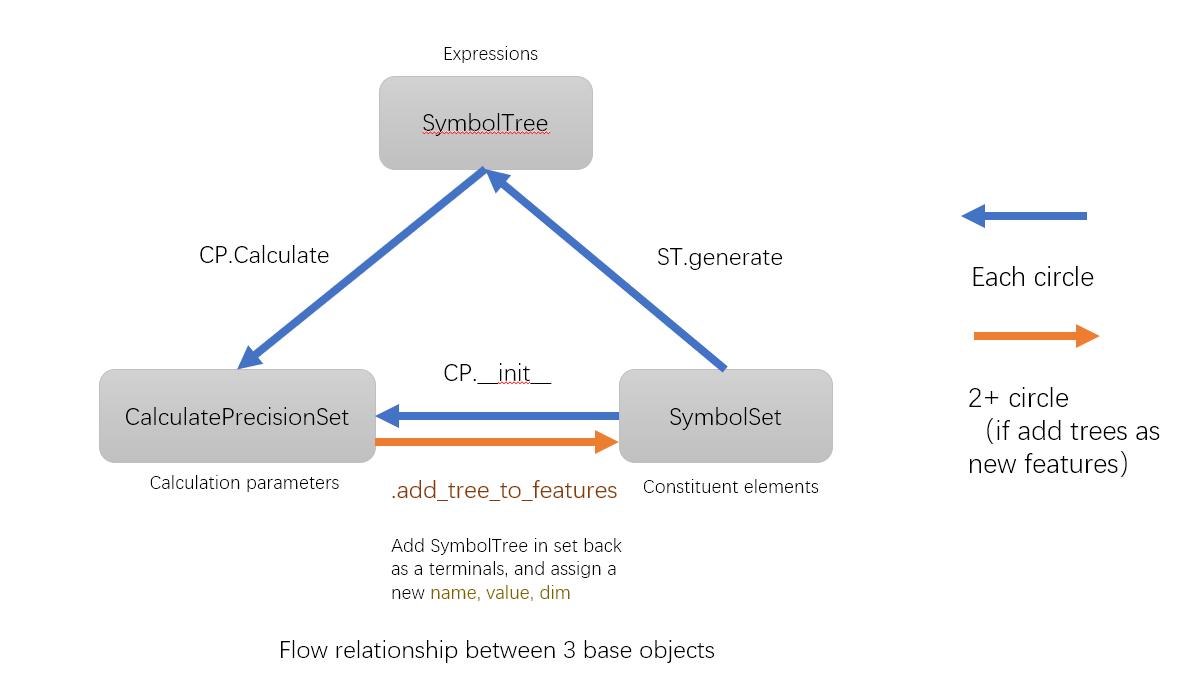 Expressions
SymbolTree
CP.Calculate
ST.generate
Each circle
CP.__init__
2+ circle
（if add trees as
new features）
CalculatePrecisionSet
SymbolSet
Calculation parameters
.add_tree_to_features
Constituent elements
Add SymbolTree in set back
as a terminals, and assign a
new name, value, dim
Flow relationship between 3 base objects